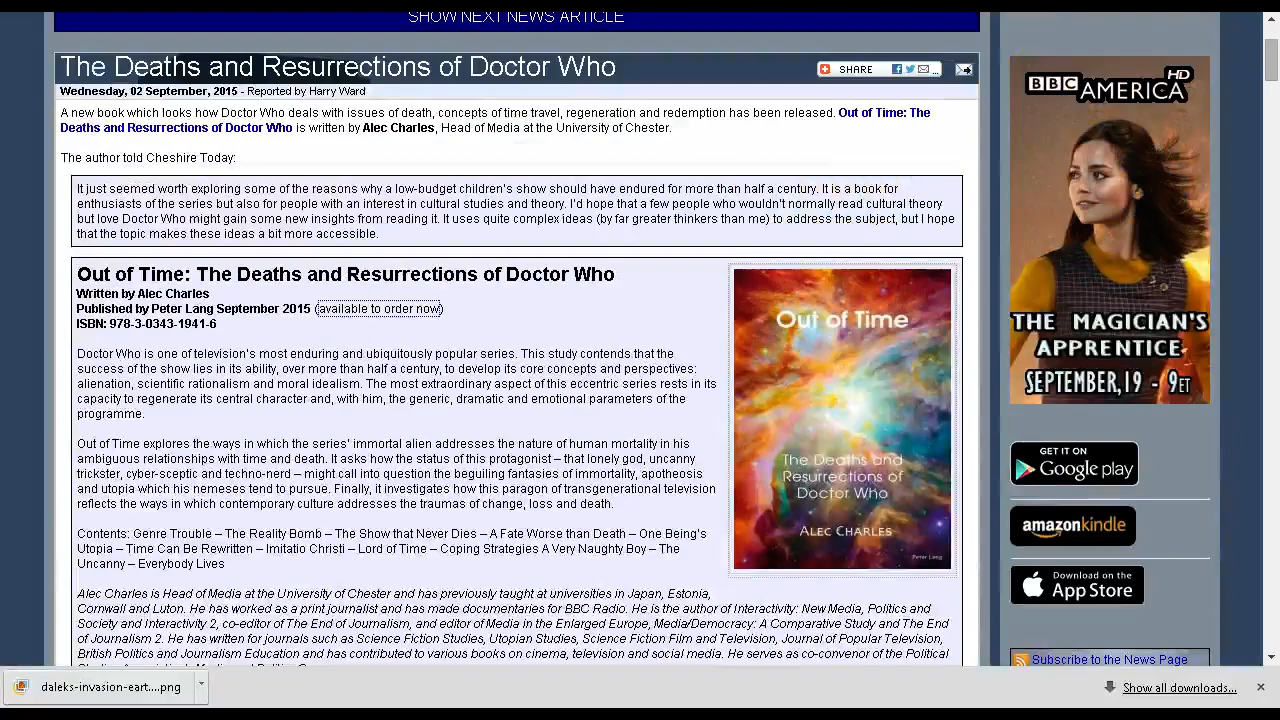 SHOW NEXT NEWS ARTICLE
The Deaths and Resurrections of Doctor Who
SHARE
...
Wednesday, 02 September, 2015 - Reported by Harry Ward
A new book which looks how Doctor Who deals with issues of death, concepts of time travel, regeneration and redemption has been released. Out of Time: The
Deaths and Resurrections of Doctor Who is written by Alec Charles, Head of Media at the University of Chester.
The author told Cheshire Today:
It just seemed worth exploring some of the reasons why a low-budget children's show should have endured for more than half a century. It is a book for
enthusiasts of the series but also for people with an interest in cultural studies and theory. I'd hope that a few people who wouldn't normally read cultural theory
but love Doctor Who might gain some new insights from reading it. It uses quite complex ideas (by far greater thinkers than me) to address the subject, but I hope
that the topic makes these ideas a bit more accessible.
Out of Time: The Deaths and Resurrections of Doctor Who
Written by Alec Charles
Published by Peter Lang September 2015 (available to order now)
ISBN: 978-3-0343-1941-6
Doctor Who is one of television's most enduring and ubiquitously popular series. This study contends that the
success of the show lies in its ability, over more than half a century, to develop its core concepts and perspectives:
alienation, scientific rationalism and moral idealism. The most extraordinary aspect of this eccentric series rests in its
capacity to regenerate its central character and, with him, the generic, dramatic and emotional parameters of the
programme.
Out of Time explores the ways in which the series' immortal alien addresses the nature of human mortality in his
ambiguous relationships with time and death. It asks how the status of this protagonist – that lonely god, uncanny
trickster, cyber-sceptic and techno-nerd – might call into question the beguiling fantasies of immortality, apotheosis
and utopia which his nemeses tend to pursue. Finally, it investigates how this paragon of transgenerational television
reflects the ways in which contemporary culture addresses the traumas of change, loss and death.
Contents: Genre Trouble – The Reality Bomb – The Show That Never Dies – A Fate Worse than Death – One Being's
Utopia – Time Can Be Rewritten – Imitatio Christi – Lord of Time – Coping Strategies A Very Naughty Boy – The
Uncanny – Everybody Lives
Alec Charles is Head of Media at the University of Chester. He has previously taught at universities in Japan, Estonia,
Cornwall and Luton. He has worked as a print journalist and has made documentaries for BBC Radio. He is the author of Interactivity: New Media, Politics and
Society and Interactivity 2, co-editor of The End of Journalism, and editor of Media in the Enlarged Europe, Media/Democracy: A Comparative Study and The End
of Journalism 2. He has written for journals such as Science Fiction Studies, Utopian Studies, Science Fiction Film and Television, Journal of Popular Television,
British Politics and Journalism Education and has contributed to various books on cinema, television and social media. He serves as co-convenor of the Political
Out of Time
The Deaths and
Resurrections of
Doctor Who
ALEC CHARLES
Peter Lang
BBC AMERICA HD
THE MAGICIAN'S
APPRENTICE
SEPTEMBER,19 - 9ET
GET IT ON
Google play
amazonkindle
Download on the
App Store
Subscribe to the News Page
daleks-invasion-eart....png
Show all downloads...